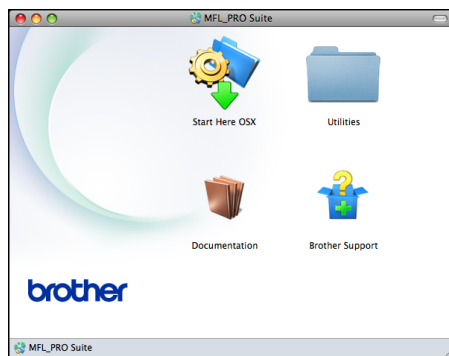 MFL_PRO Suite
Start Here OSX
Utilities
Documentation
Brother Support
brother
MFL_PRO Suite